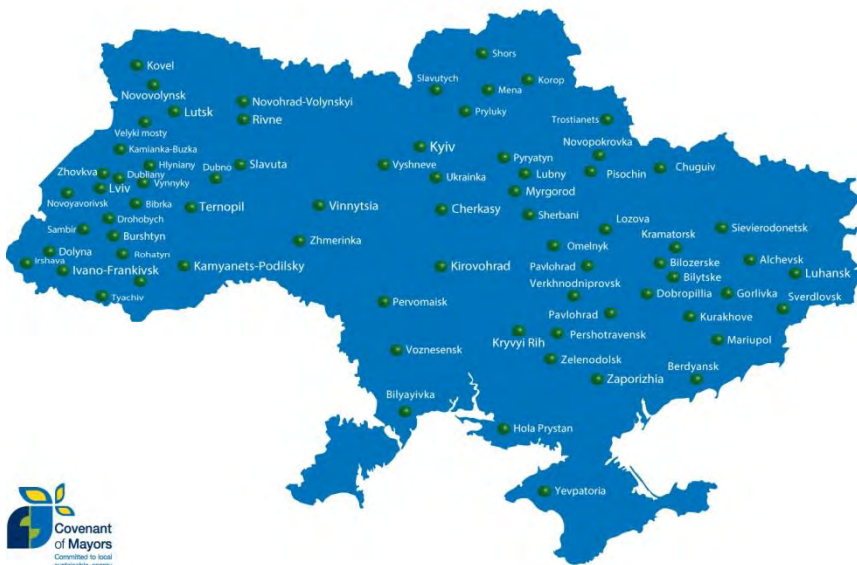 Shors
Kovel
Slavutych
Korop
Novovolynsk
Mena
Novohrad-Volynskyi
Lutsk
Pryluky
Rivne
Trostianets
Velyki mosty
Kyiv
Kamianka-Buzka
Novopokrovka
Pyryatyn
Hlyniany
Dubno
Slavuta
Vyshneve
Chuguiv
Zhovkva
Dubliany
Lubny
Pisochin
Vynnyky
Ukrainka
Lviv
Myrgorod
Novoyavorivsk
Bibrka
Ternopil
Vinnytsia
Cherkasy
Sherbani
Lozova
Drohobych
Sambir
Burshtyn
Sievierodonetsk
Kramatorsk
Zhmerinka
Omelnyk
Dolyna
Rohatyn
Irshava
Ivano-Frankivsk
Kamyanets-Podilsky
Kirovohrad
Pavlohrad
Bilozerske
Alchevsk
Luhansk
Bilytske
Verkhnodniprovsk
Tyachiv
Dobropillia
Gorlivka
Sverdlovsk
Pervomaisk
Pavlohrad
Kurakhove
Kryvyi Rih
Pershotravensk
Mariupol
Voznesensk
Zelenodolsk
Berdyansk
Zaporizhia
Bilyayivka
Hola Prystan
Yevpatoria
Covenant
of Mayors
Committed to local
sustainable energy